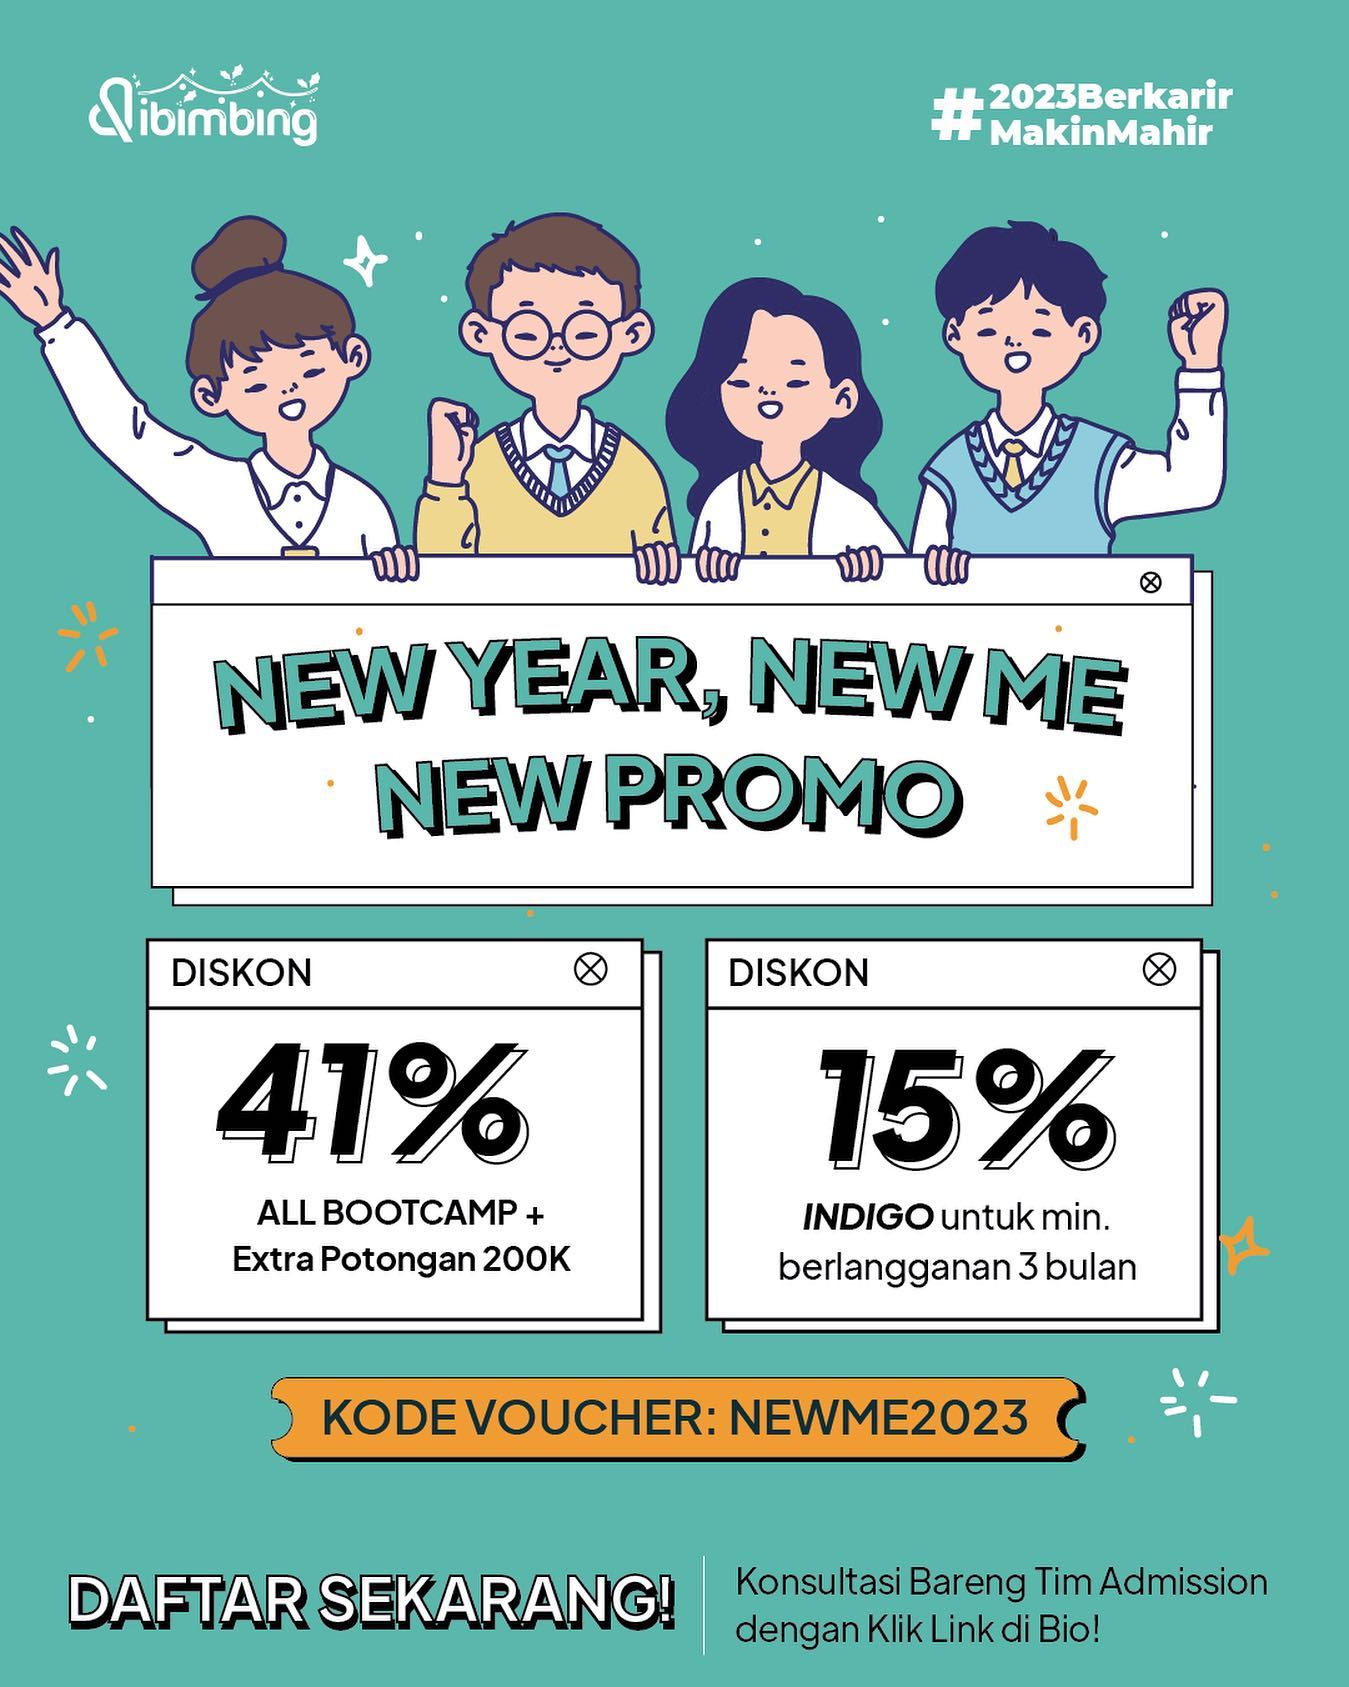 dibimbing
#2023Berkarir
MakinMahir
NEW YEAR, NEW ME
NEW PROMO
DISKON
41%
ALL BOOTCAMP +
Extra Potongan 200K
DISKON
15%
INDIGO untuk min.
berlangganan 3 bulan
KODE VOUCHER: NEWME2023
DAFTAR SEKARANG!
Konsultasi Bareng Tim Admission
dengan Klik Link di Bio!